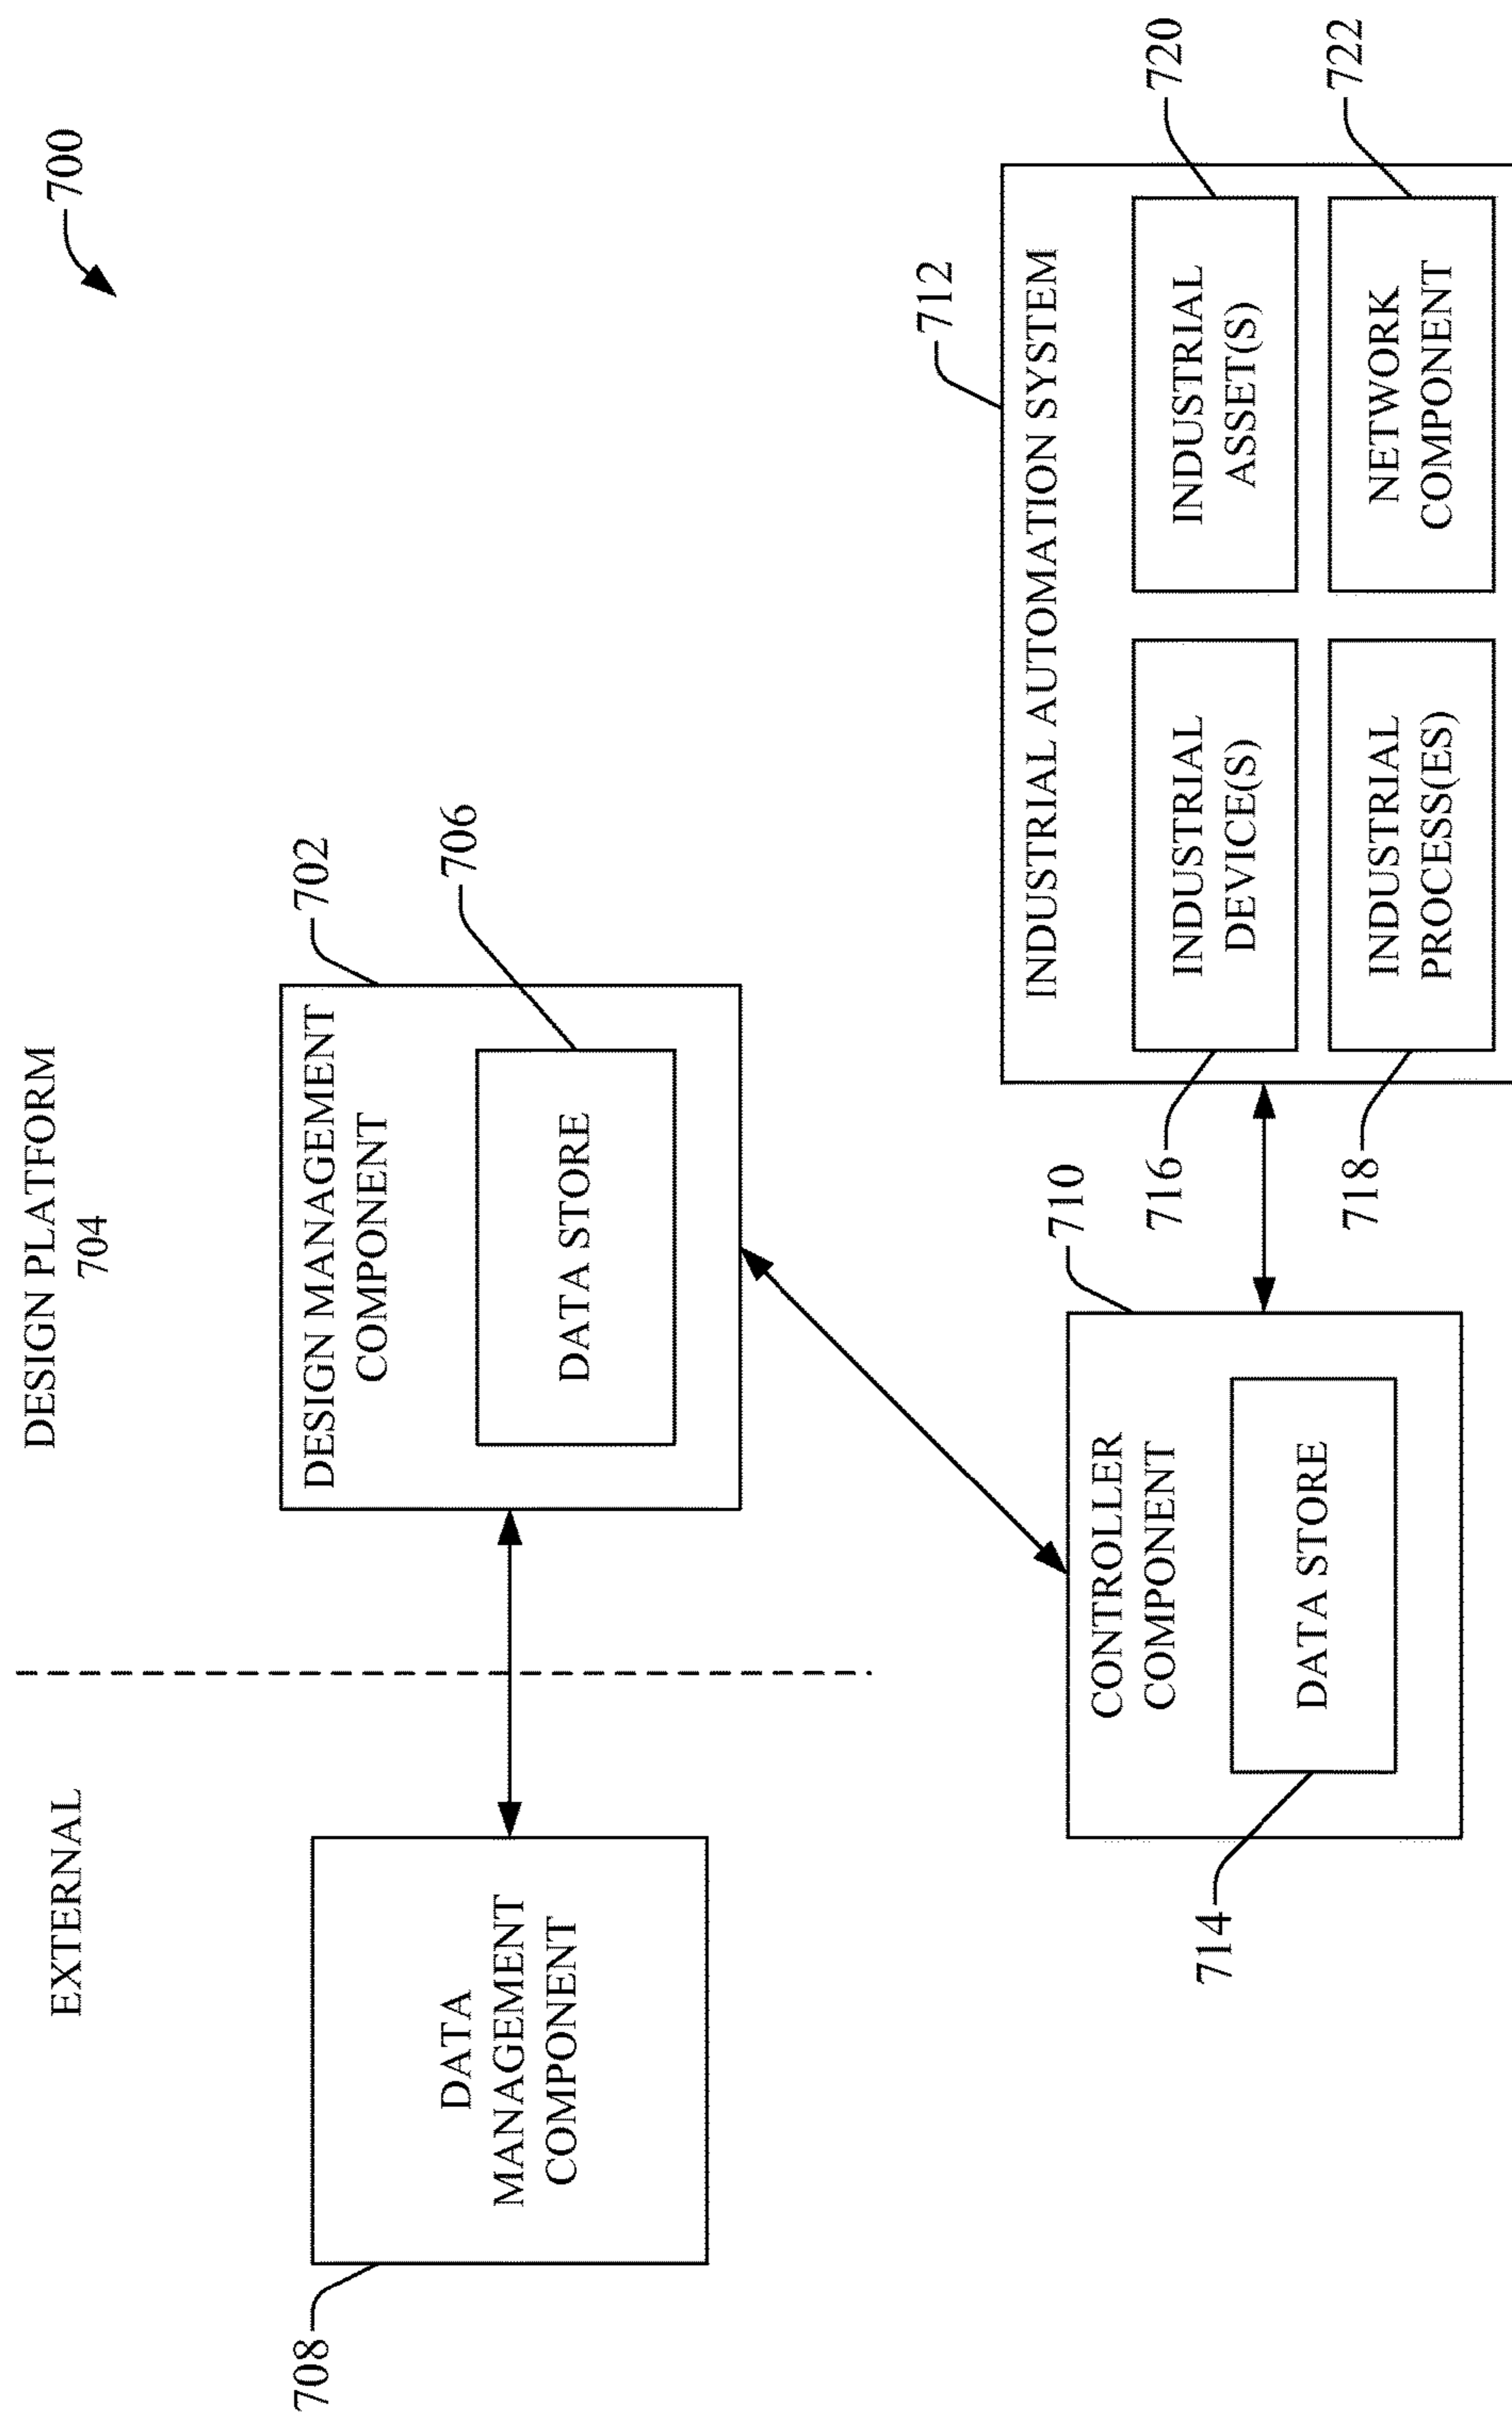 700
EXTERNAL
DESIGN PLATFORM
704
708
DATA
MANAGEMENT
COMPONENT
702
DESIGN MANAGEMENT
COMPONENT
706
DATA STORE
710
CONTROLLER
COMPONENT
714
DATA STORE
712
INDUSTRIAL AUTOMATION SYSTEM
716
INDUSTRIAL
DEVICE(S)
720
INDUSTRIAL
ASSET(S)
718
INDUSTRIAL
PROCESS(ES)
722
NETWORK
COMPONENT